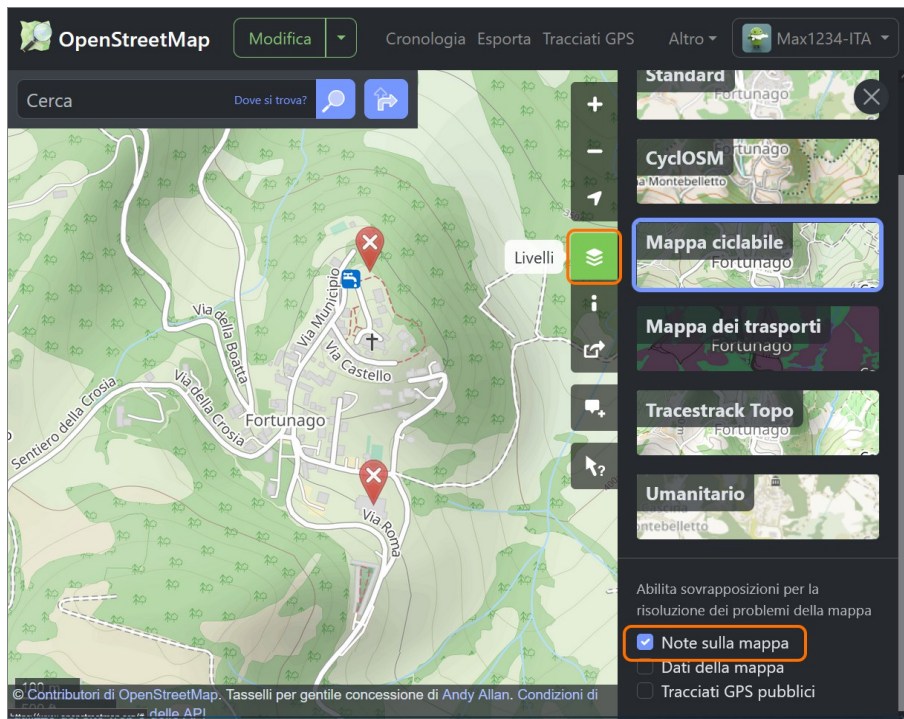 OpenStreetMap
Modifica
Cronologia Esporta Tracciati GPS
Altro
Max1234-ITA
Cerca
Dove si trova?
Livelli
Via della Boatta
Via Municipio
Via Castello
Via della Crosia
Sentiero della Crosia
Fortunago
Via Roma
Standard
Fortunago
CyclOSM
Fortunago
a Montebelletto
Mappa ciclabile
Fortunago
Mappa dei trasporti
Fortunago
Tracestrack Topo
Fortunago
Umanitario
ntebelletto
Abilita sovrapposizioni per la
risoluzione dei problemi della mappa
Note sulla mappa
Dati della mappa
Tracciati GPS pubblici
© Contributori di OpenStreetMap. Tasselli per gentile concessione di Andy Allan. Condizioni di
delle API